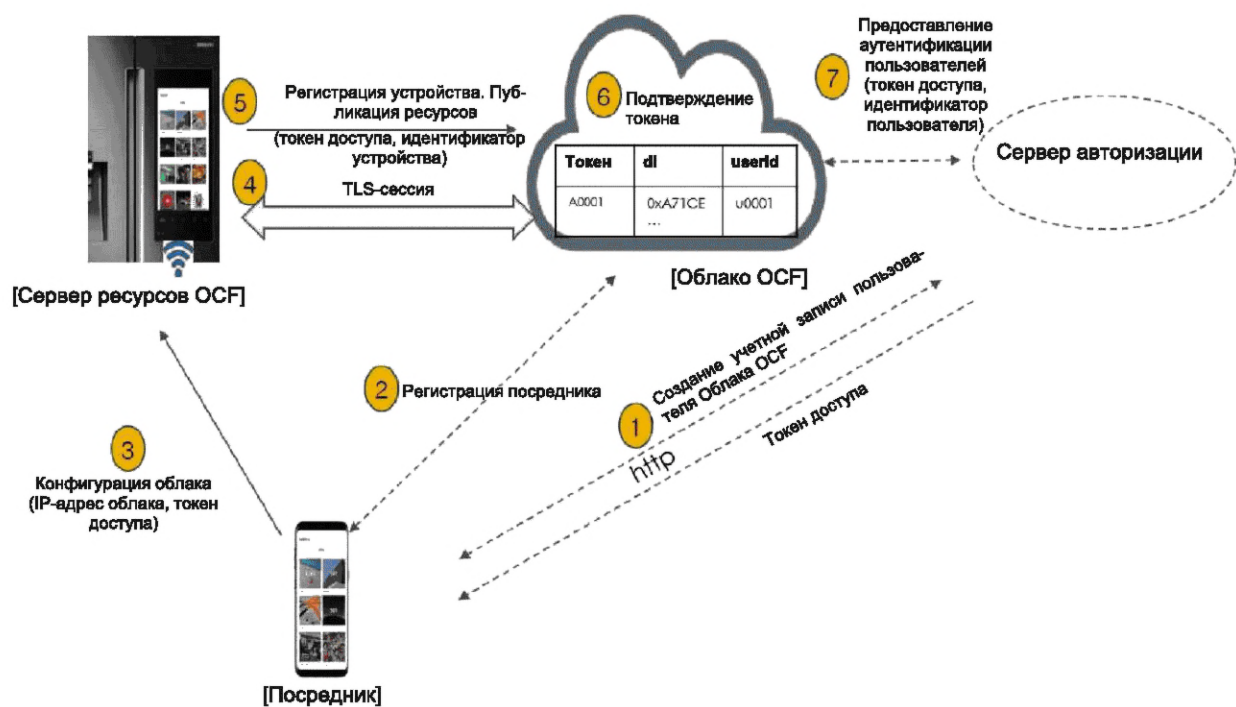 Предоставление
аутентификации
пользователей
(токен доступа,
идентификатор
пользователя)
7
5
Регистрация устройства. Пуб-
ликация ресурсов
(токен доступа, идентификатор
устройства)
6
Подтверждение
токена
Сервер авторизации
4
TLS-сессия
Токен di userId
A0001 0xA71CE u0001
...
[Сервер ресурсов OCF]
[Облако OCF]
2
Регистрация посредника
1
Создание учетной записи пользова-
теля Облака OCF
http
Токен доступа
3
Конфигурация облака
(IP-адрес облака, токен
доступа)
[Посредник]